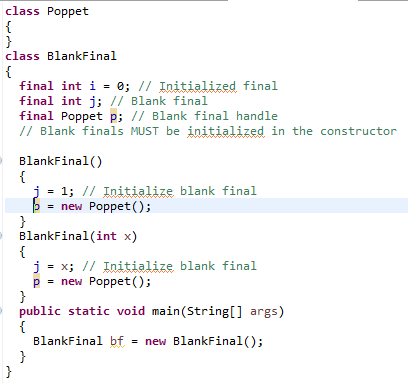 class Poppet
{
}
class BlankFinal
{
  final int i = 0; // Initialized final
  final int j; // Blank final
  final Poppet p; // Blank final handle
  // Blank finals MUST be initialized in the constructor

  BlankFinal()
  {
    j = 1; // Initialize blank final
    p = new Poppet();
  }
  BlankFinal(int x)
  {
    j = x; // Initialize blank final
    p = new Poppet();
  }
  public static void main(String[] args)
  {
    BlankFinal bf = new BlankFinal();
  }
}